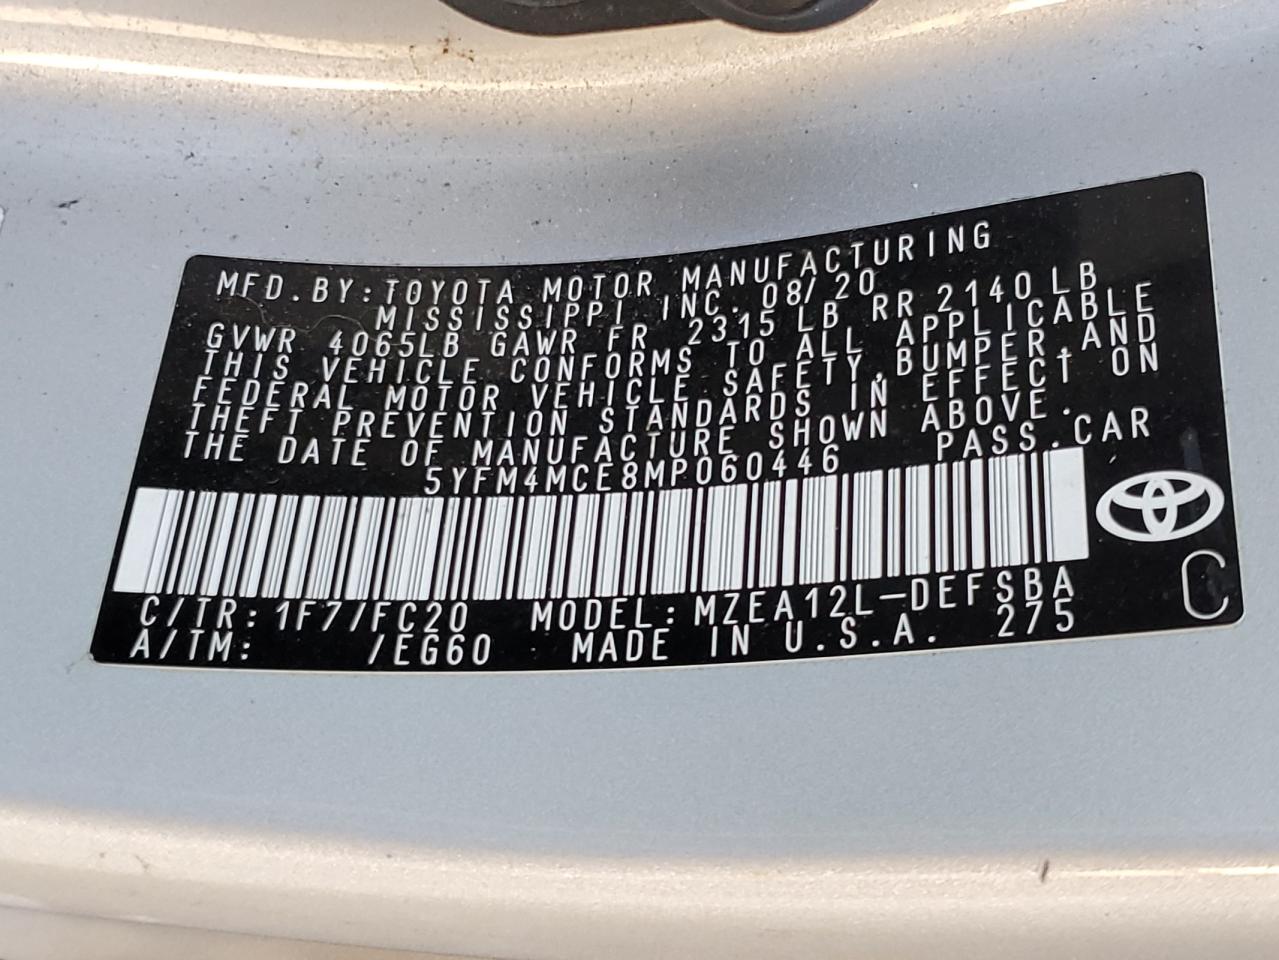 MFD.BY:TOYOTA MOTOR MANUFACTURING
MISSISSIPPI INC. 08/20
GVWR 4065LB GAWR FR 2315LB RR 2140LB
THIS VEHICLE CONFORMS TO ALL APPLICABLE
FEDERAL MOTOR VEHICLE SAFETY,BUMPER,AND
THEFT PREVENTION STANDARDS IN EFFECT ON
THE DATE OF MANUFACTURE SHOWN ABOVE.
5YFM4MCE8MP060446 PASS.CAR
C/TR:1F7/FC20 MODEL:MZEA12L-DEFSBA
A/TM: /EG60 MADE IN U.S.A. 275
C